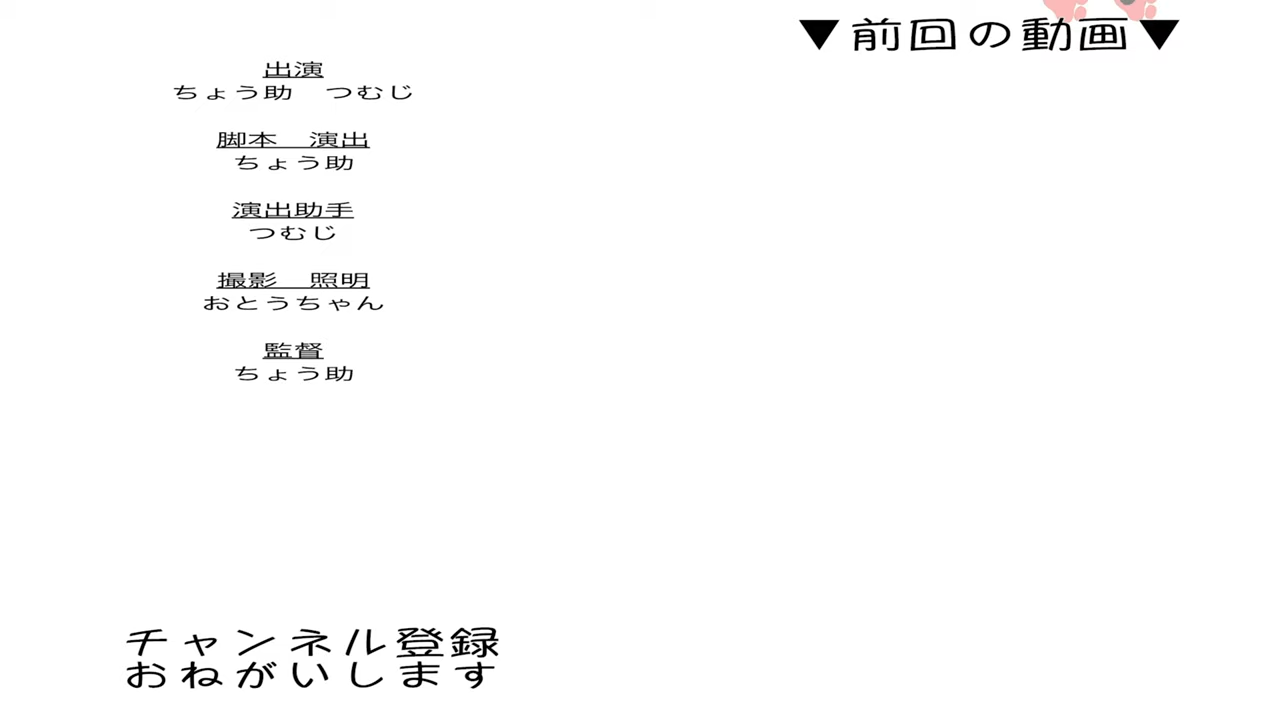 ▼前回の動画▼
出演
ちょう助　つむじ
脚本　演出
ちょう助
演出助手
つむじ
撮影　照明
おとうちゃん
監督
ちょう助
チャンネル登録
おねがいします